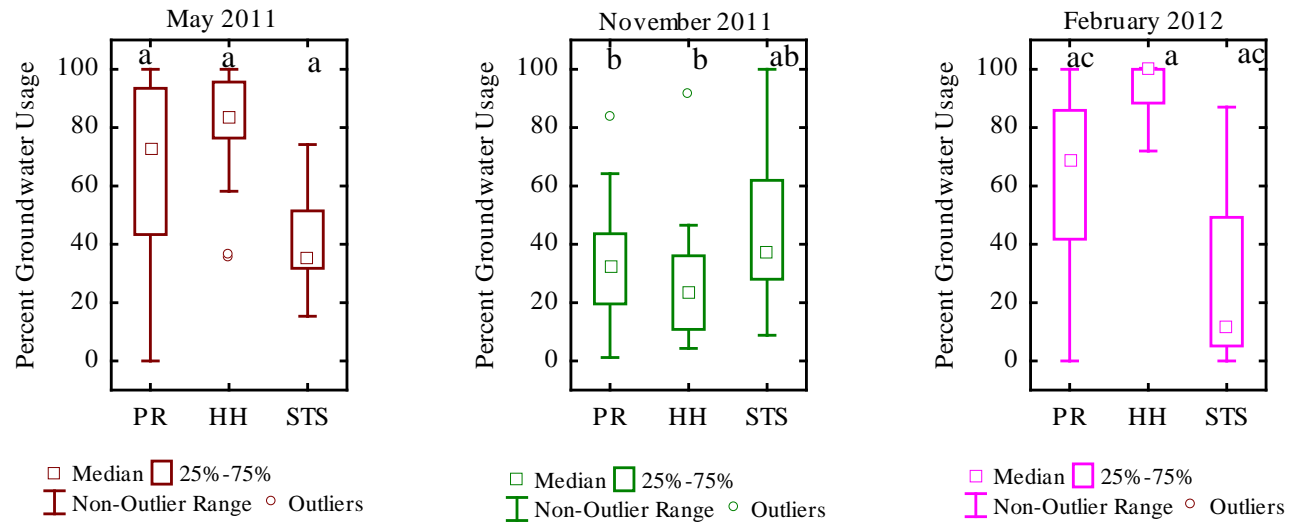 May 2011
a a a
Percent Groundwater Usage
100
80
60
40
20
0
PR HH STS
Median 25%-75%
Non-Outlier Range Outliers
November 2011
b b ab
Percent Groundwater Usage
100
80
60
40
20
0
PR HH STS
Median 25%-75%
Non-Outlier Range Outliers
February 2012
ac a ac
Percent Groundwater Usage
100
80
60
40
20
0
PR HH STS
Median 25%-75%
Non-Outlier Range Outliers